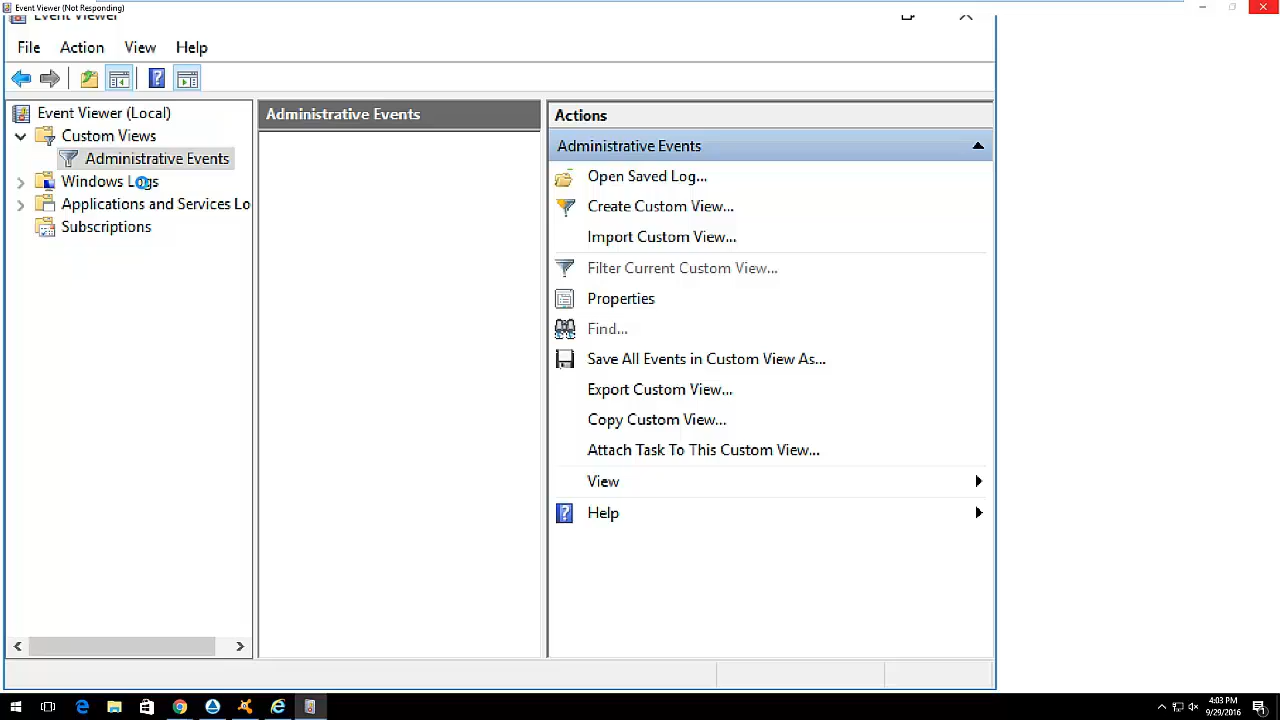 Event Viewer (Not Responding)
Event Viewer
File Action View Help
Event Viewer (Local)
Custom Views
Administrative Events
Windows Logs
Applications and Services Lo
Subscriptions
Administrative Events
Actions
Administrative Events
Open Saved Log...
Create Custom View...
Import Custom View...
Filter Current Custom View...
Properties
Find...
Save All Events in Custom View As...
Export Custom View...
Copy Custom View...
Attach Task To This Custom View...
View
Help
4:03 PM
9/29/2016